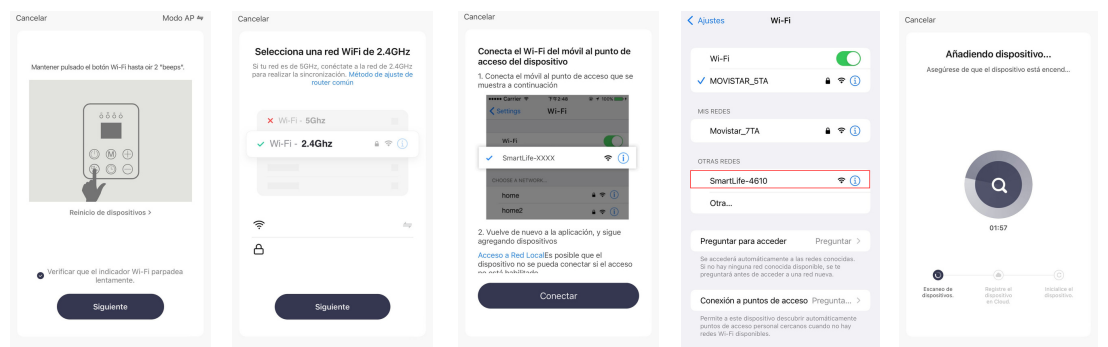 Cancelar
Modo AP
Mantener pulsado el botón Wi-Fi hasta oir 2 "beeps".
M
Reinicio de dispositivos >
Verificar que el indicador Wi-Fi parpadea
lentamente.
Siguiente
Cancelar
Selecciona una red WiFi de 2.4GHz
Si tu red es de 5GHz, conéctate a la red de 2.4GHz
para realizar la sincronización. Método de ajuste de
router común
Wi-Fi - 5Ghz
Wi-Fi - 2.4Ghz
Siguiente
Cancelar
Conecta el Wi-Fi del móvil al punto de
acceso del dispositivo
1. Conecta el móvil al punto de acceso que se
muestra a continuación
Carrier
100%
Settings
Wi-Fi
Wi-Fi
SmartLife-XXXX
CHOOSE A NETWORK...
home
home2
2. Vuelve de nuevo a la aplicación, y sigue
agregando dispositivos
Acceso a Red LocalEs posible que el
dispositivo no se pueda conectar si el acceso
no está habilitado
Conectar
Ajustes
Wi-Fi
Wi-Fi
MOVISTAR_5TA
MIS REDES
Movistar_7TA
OTRAS REDES
SmartLife-4610
Otra...
Preguntar para acceder
Preguntar >
Se accederá automáticamente a las redes conocidas.
Si no hay ninguna red conocida disponible, se te
preguntará antes de acceder a una red nueva.
Conexión a puntos de acceso
Pregunta... >
Permite a este dispositivo descubrir automáticamente
puntos de acceso personal cercanos cuando no hay
redes Wi-Fi disponibles.
Cancelar
Añadiendo dispositivo...
Asegúrese de que el dispositivo está encend...
01:57
Escaneo de
dispositivos.
Registre el
dispositivo
en Cloud.
Inicialice el
dispositivo.